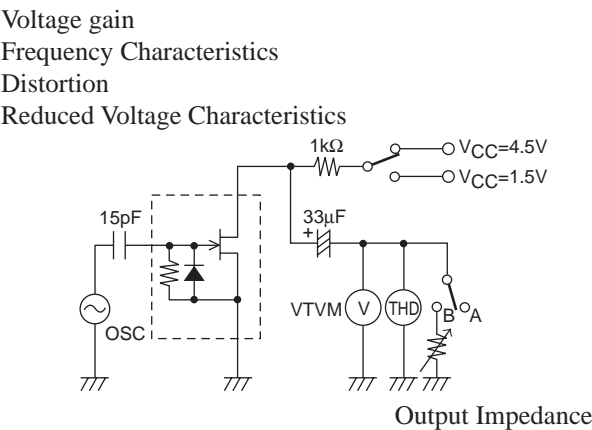 Voltage gain
Frequency Characteristics
Distortion
Reduced Voltage Characteristics
1kΩ
VCC=4.5V
VCC=1.5V
15pF
33μF
+
VTVM
V
THD
B
A
OSC
Output Impedance